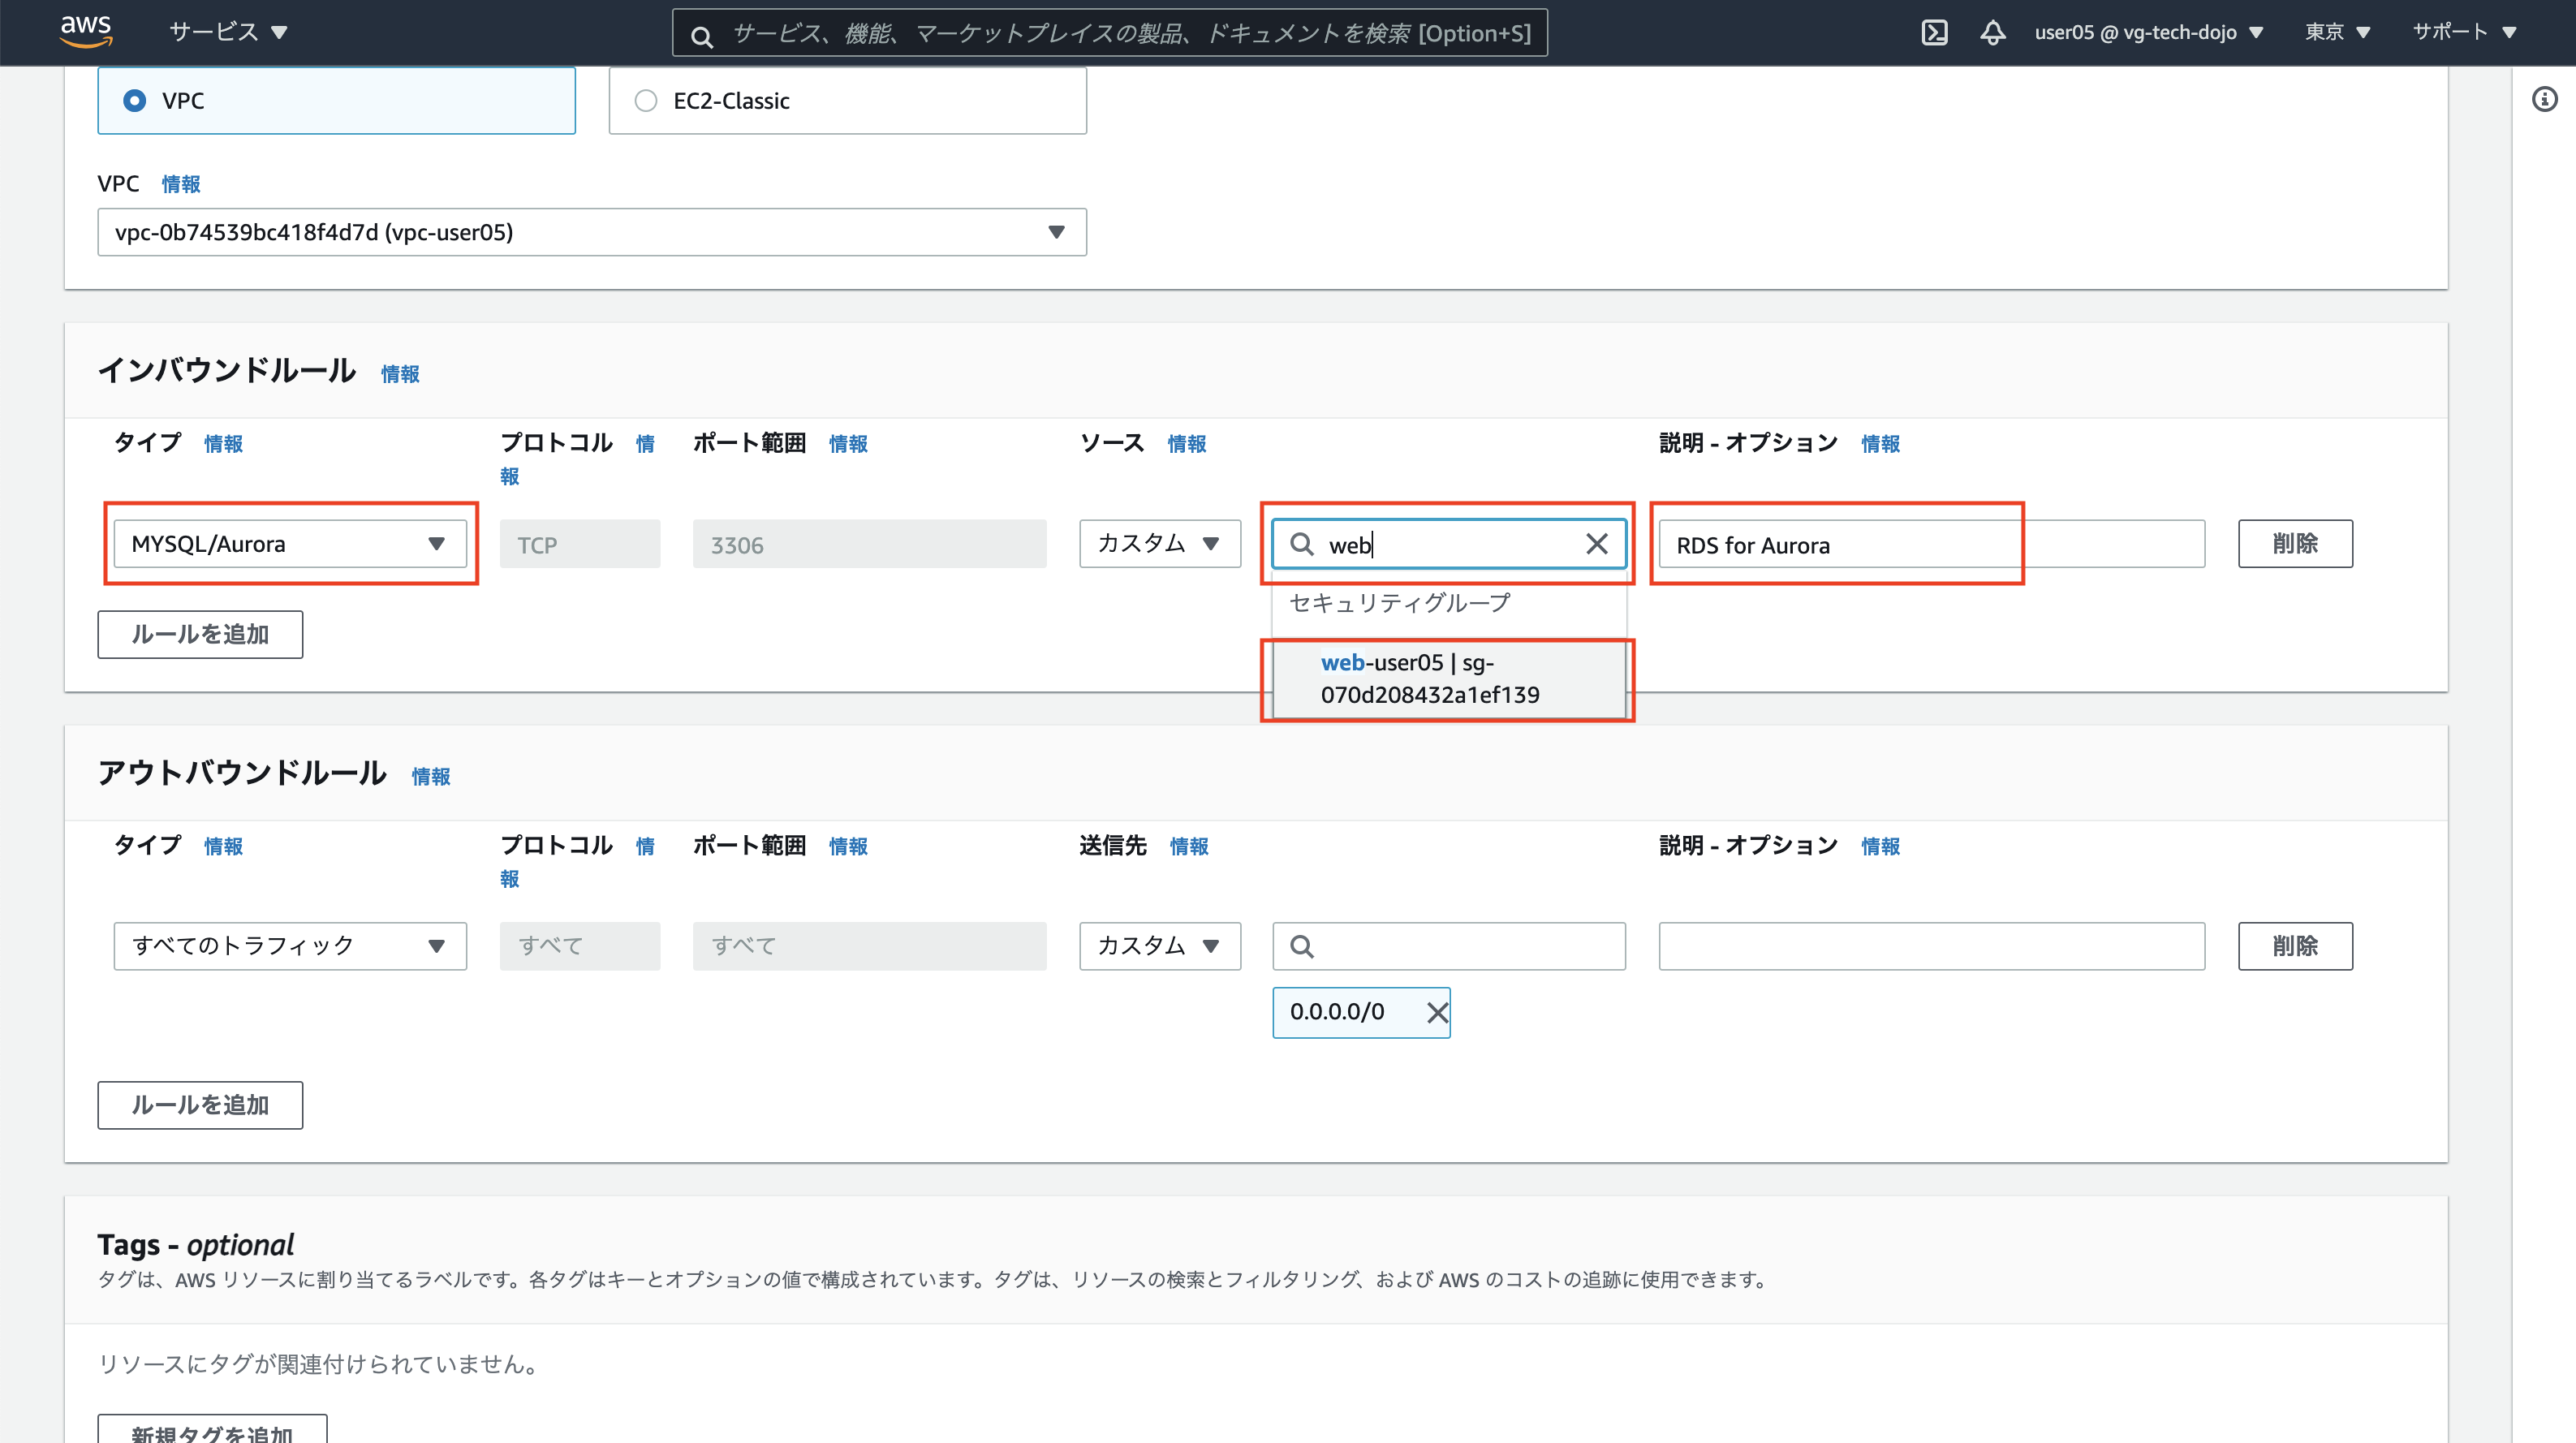 aws サービス サービス、機能、マーケットプレイスの製品、ドキュメントを検索 [Option+S] user05 @ vg-tech-dojo 東京 サポート
VPC EC2-Classic
VPC 情報
vpc-0b74539bc418f4d7d (vpc-user05)
インバウンドルール 情報
タイプ 情報 プロトコル 情報 ポート範囲 情報 ソース 情報 説明 - オプション 情報
MYSQL/Aurora TCP 3306 カスタム web RDS for Aurora 削除
セキュリティグループ
ルールを追加
web-user05 | sg-
070d208432a1ef139
アウトバウンドルール 情報
タイプ 情報 プロトコル 情報 ポート範囲 情報 送信先 情報 説明 - オプション 情報
すべてのトラフィック すべて すべて カスタム 削除
0.0.0.0/0
ルールを追加
Tags - optional
タグは、AWS リソースに割り当てるラベルです。各タグはキーとオプションの値で構成されています。タグは、リソースの検索とフィルタリング、および AWS のコストの追跡に使用できます。
リソースにタグが関連付けられていません。
新規タグを追加